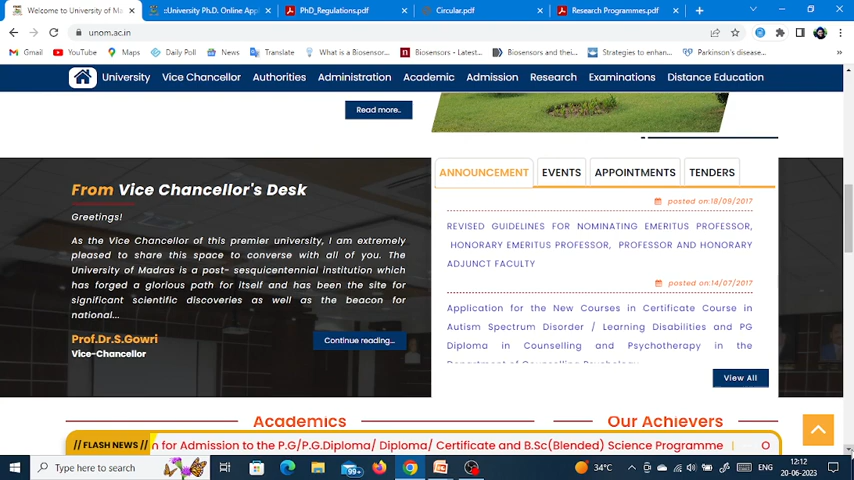 Welcome to University of Ma
::University Ph.D. Online App
PhD_Regulations.pdf
Circular.pdf
Research Programmes.pdf
unom.ac.in
Gmail
YouTube
Maps
Daily Poll
News
Translate
What is a Biosensor...
Biosensors - Latest...
Biosensors and thei...
Strategies to enhan...
Parkinson's disease...
University
Vice Chancellor
Authorities
Administration
Academic
Admission
Research
Examinations
Distance Education
Read more..
From Vice Chancellor's Desk
Greetings!
As the Vice Chancellor of this premier university, I am extremely
pleased to share this space to converse with all of you. The
University of Madras is a post- sesquicentennial institution which
has forged a glorious path for itself and has been the site for
significant scientific discoveries as well as the beacon for
national...
Prof.Dr.S.Gowri
Vice-Chancellor
Continue reading...
ANNOUNCEMENT
EVENTS
APPOINTMENTS
TENDERS
posted on:18/09/2017
REVISED GUIDELINES FOR NOMINATING EMERITUS PROFESSOR,
HONORARY EMERITUS PROFESSOR, PROFESSOR AND HONORARY
ADJUNCT FACULTY
posted on:14/07/2017
Application for the New Courses in Certificate Course in
Autism Spectrum Disorder / Learning Disabilities and PG
Diploma in Counselling and Psychotherapy in the
Department of Counselling Psychology
View All
Academics
Our Achievers
// FLASH NEWS //
n for Admission to the P.G/P.G.Diploma/ Diploma/ Certificate and B.Sc(Blended) Science Programme | O
Type here to search
99+
34°C
ENG
12:12
20-06-2023